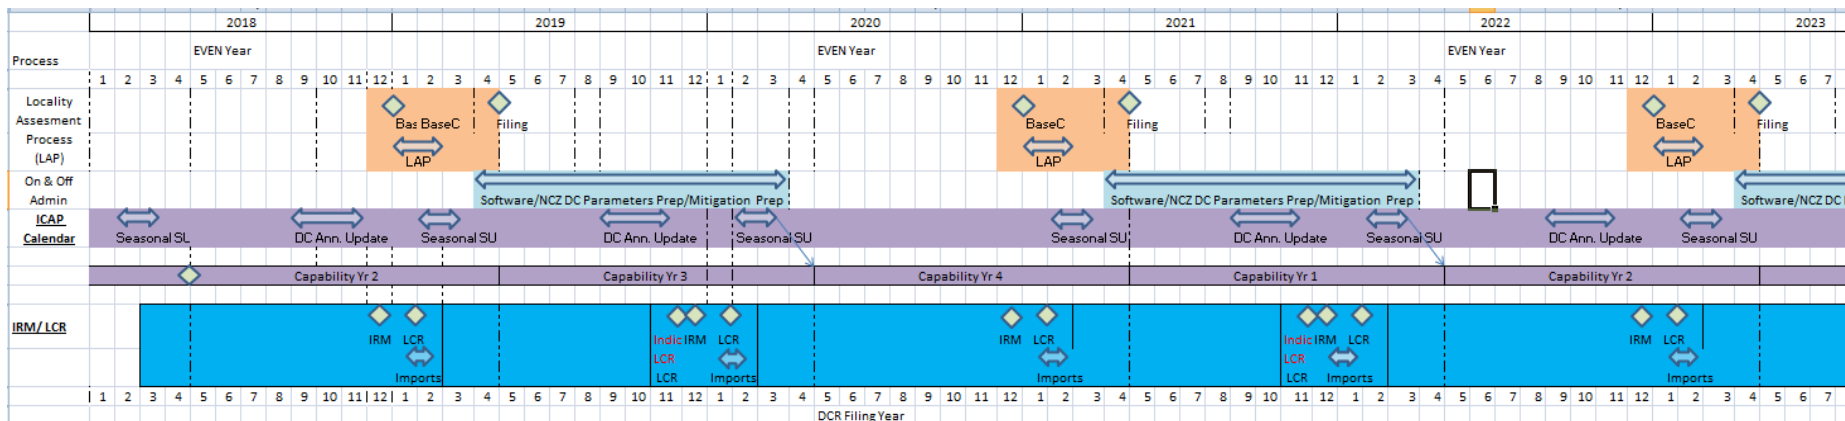 2018 2019 2020 2021 2022 2023
EVEN Year EVEN Year EVEN Year
Process
1 2 3 4 5 6 7 8 9 10 11 12 1 2 3 4 5 6 7 8 9 10 11 12 1 2 3 4 5 6 7 8 9 10 11 12 1 2 3 4 5 6 7 8 9 10 11 12 1 2 3 4 5 6 7 8 9 10 11 12 1 2 3 4 5 6 7
Locality
Assesment
Process
(LAP)
Bas BaseC Filing BaseC Filing BaseC Filing
LAP LAP LAP
On & Off
Admin
Software/NCZ DC Parameters Prep/Mitigation Prep Software/NCZ DC Parameters Prep/Mitigation Prep Software/NCZ DC
ICAP
Calendar
Seasonal SL DC Ann. Update Seasonal SU DC Ann. Update Seasonal SU Seasonal SU DC Ann. Update Seasonal SU DC Ann. Update Seasonal SU
Capability Yr 2 Capability Yr 3 Capability Yr 4 Capability Yr 1 Capability Yr 2
IRM/ LCR
IRM LCR Indic IRM LCR IRM LCR Indic IRM LCR IRM LCR
LCR LCR
Imports LCR Imports Imports LCR Imports Imports
1 2 3 4 5 6 7 8 9 10 11 12 1 2 3 4 5 6 7 8 9 10 11 12 1 2 3 4 5 6 7 8 9 10 11 12 1 2 3 4 5 6 7 8 9 10 11 12 1 2 3 4 5 6 7 8 9 10 11 12 1 2 3 4 5 6 7
DCR Filing Year